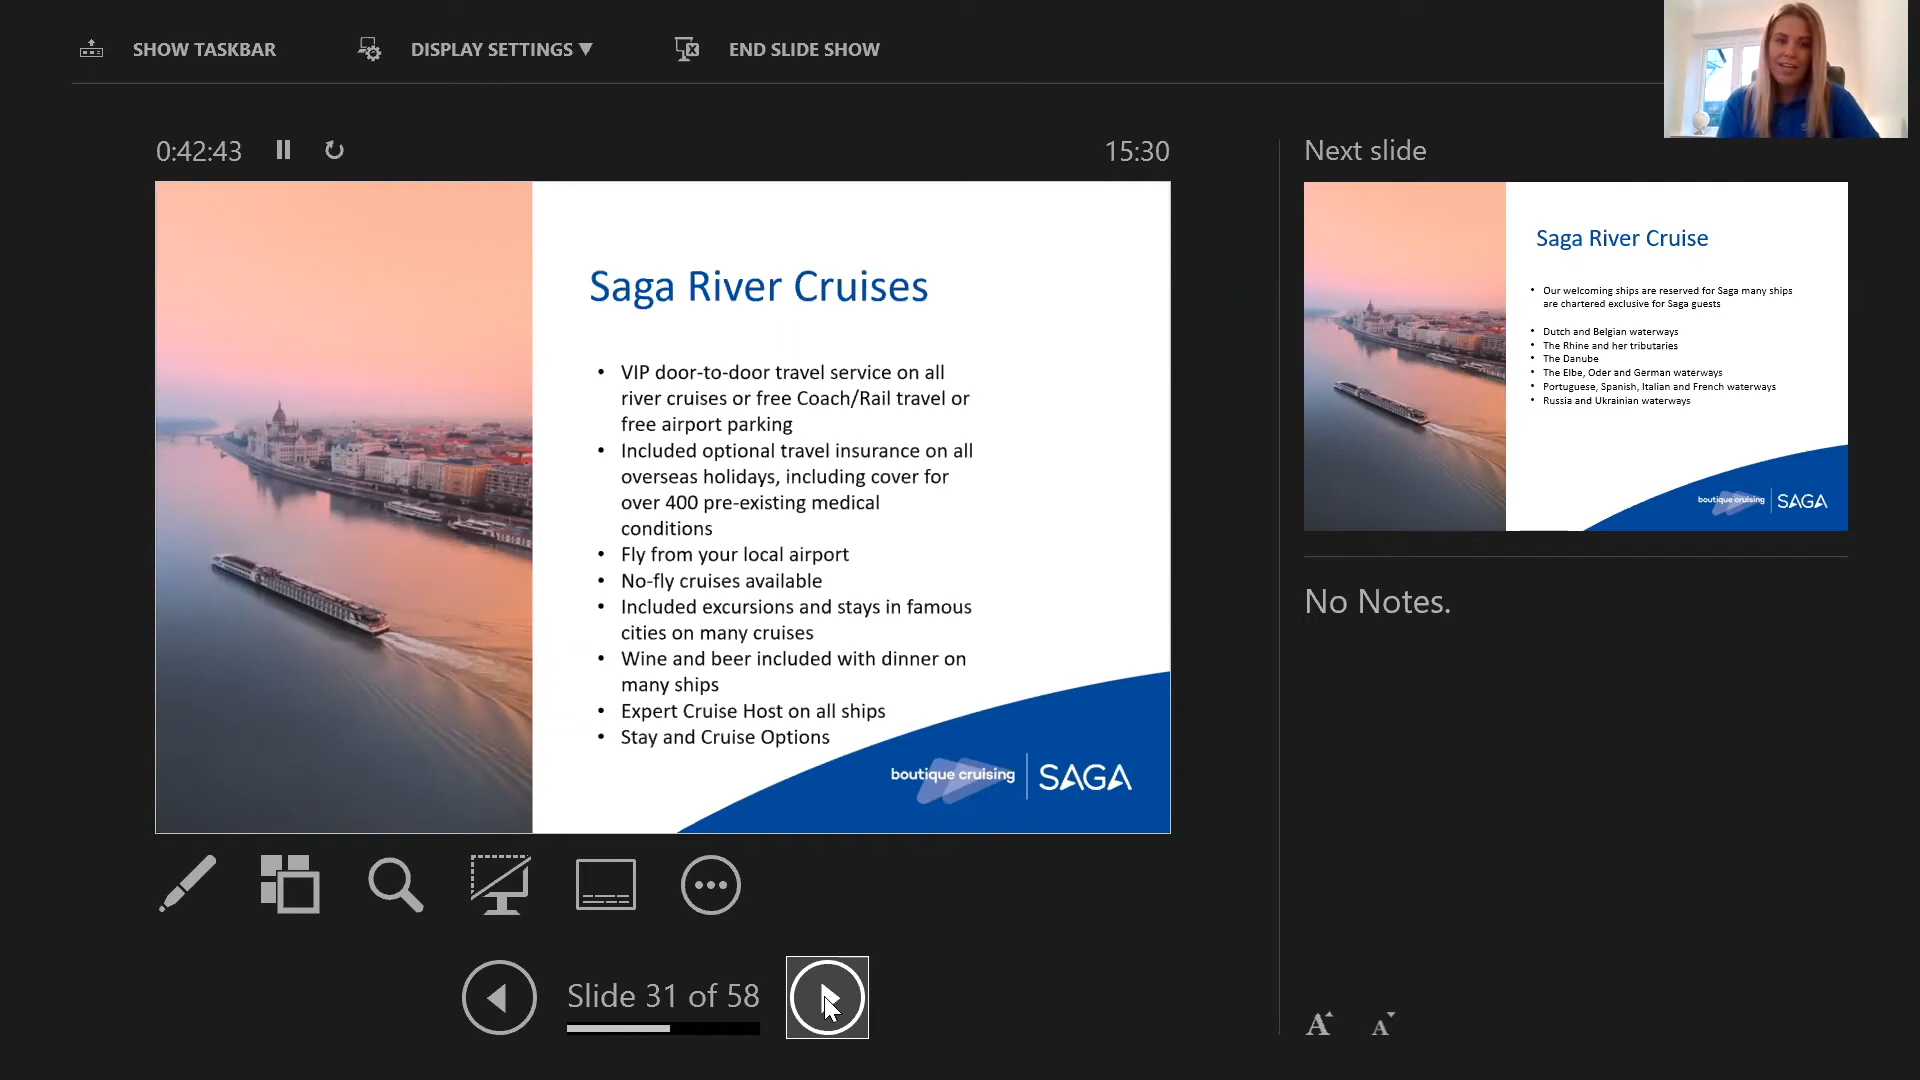 SHOW TASKBAR
DISPLAY SETTINGS ▼
END SLIDE SHOW
0:42:43
15:30
Saga River Cruises
• VIP door-to-door travel service on all
river cruises or free Coach/Rail travel or
free airport parking
• Included optional travel insurance on all
overseas holidays, including cover for
over 400 pre-existing medical
conditions
• Fly from your local airport
• No-fly cruises available
• Included excursions and stays in famous
cities on many cruises
• Wine and beer included with dinner on
many ships
• Expert Cruise Host on all ships
• Stay and Cruise Options
boutique cruising SAGA
Slide 31 of 58
Next slide
Saga River Cruise
• Our welcoming ships are reserved for Saga many ships
are chartered exclusive for Saga guests
• Dutch and Belgian waterways
• The Rhine and her tributaries
• The Danube
• The Elbe, Oder and German waterways
• Portuguese, Spanish, Italian and French waterways
• Russia and Ukrainian waterways
boutique cruising SAGA
No Notes.
A A